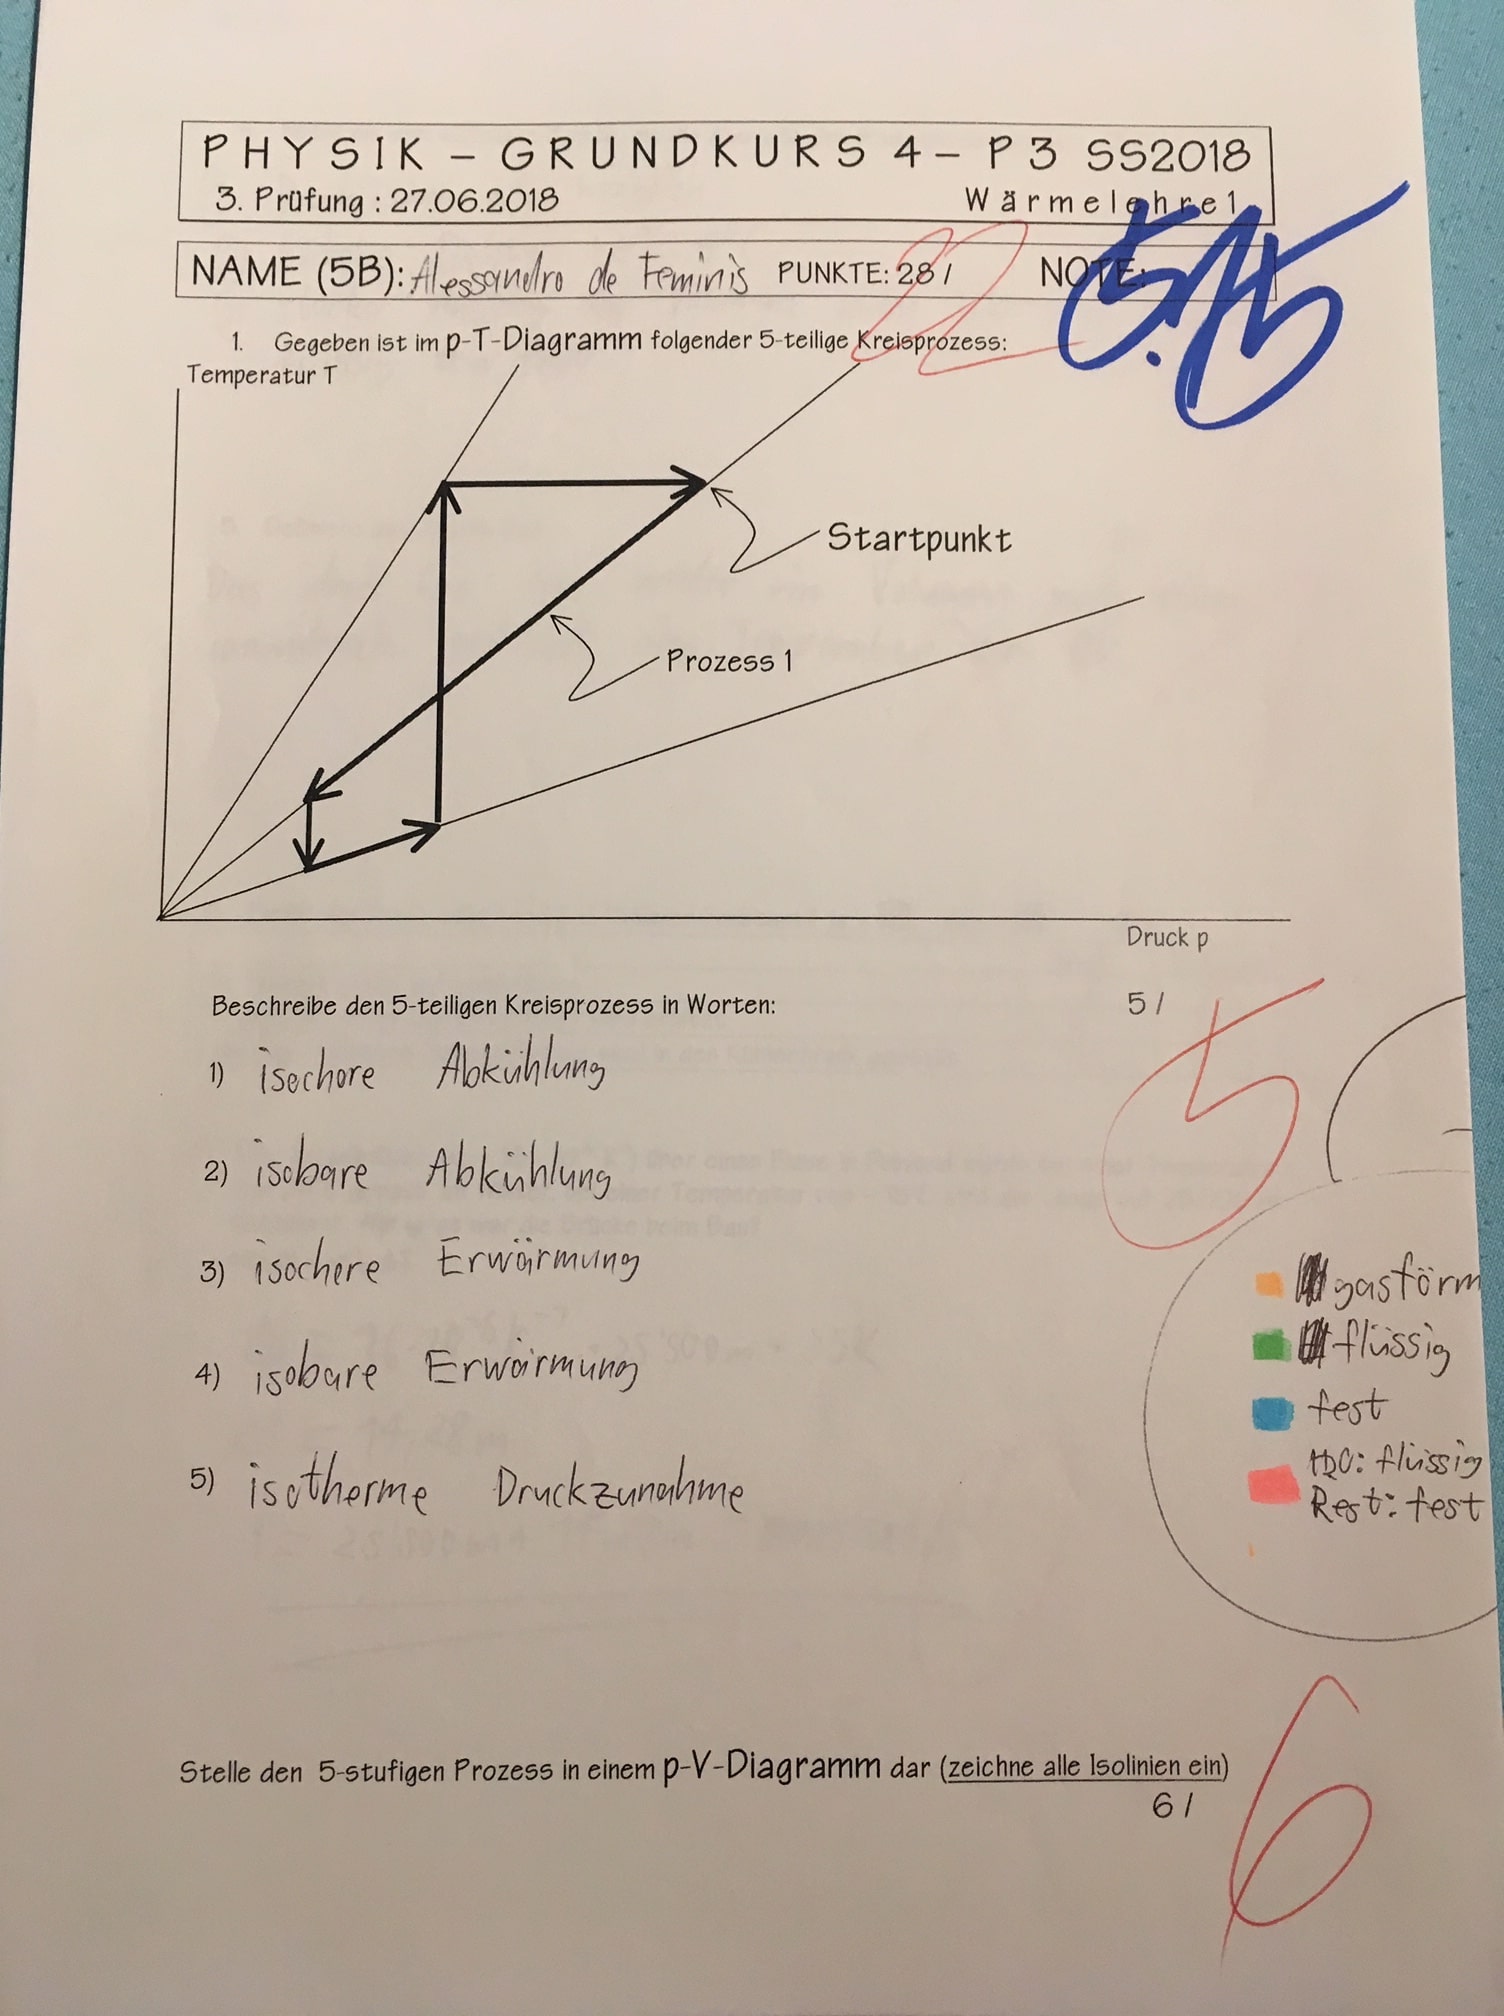 PHYSIK – GRUNDKURS 4 – P3 SS2018
3. Prüfung : 27.06.2018 Wärmelehre 1
NAME (5B): Alessandro de Feminis PUNKTE: 28 / 22 NOTE: 5.15
1. Gegeben ist im p-T-Diagramm folgender 5-teilige Kreisprozess:
Temperatur T
Startpunkt
Prozess 1
Druck p
Beschreibe den 5-teiligen Kreisprozess in Worten: 5 / 5
1) isochore Abkühlung
2) isobare Abkühlung
3) isochere Erwärmung
4) isobare Erwärmung
5) isotherme Druckzunahme
gasförm
flüssig
fest
H2O: flüssig
Rest: fest
Stelle den 5-stufigen Prozess in einem p-V-Diagramm dar (zeichne alle Isolinien ein)
6 / 6